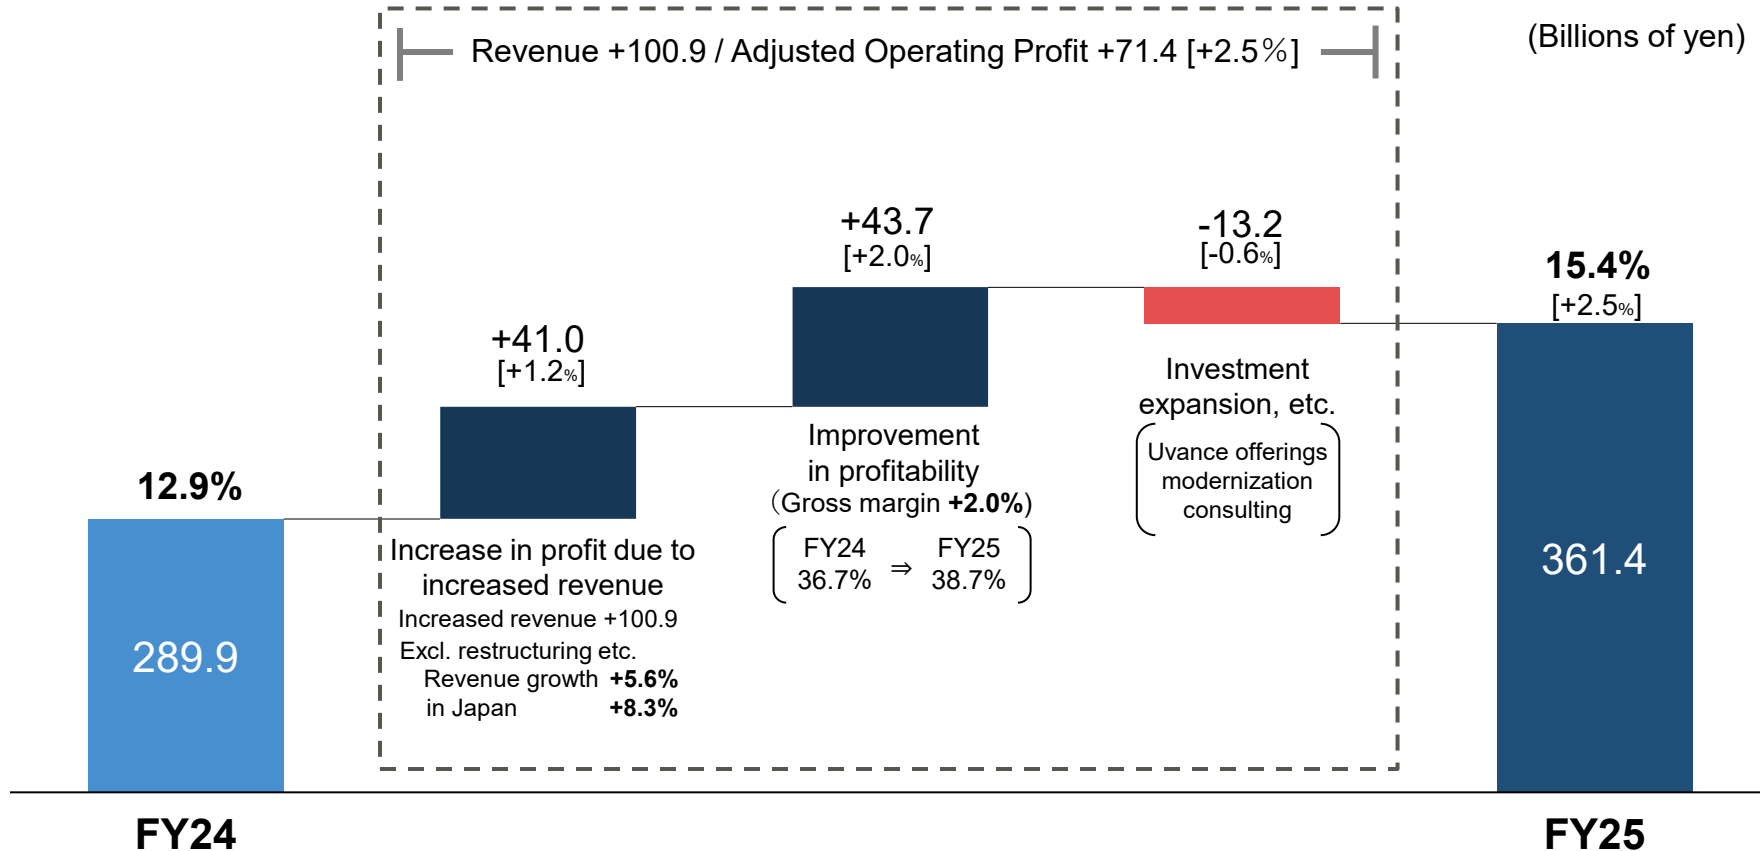 Revenue +100.9 / Adjusted Operating Profit +71.4 [+2.5%]
(Billions of yen)
12.9%
289.9
FY24
+41.0
[+1.2%]
Increase in profit due to
increased revenue
Increased revenue +100.9
Excl. restructuring etc.
Revenue growth +5.6%
in Japan +8.3%
+43.7
[+2.0%]
Improvement
in profitability
(Gross margin +2.0%)
FY24 FY25
36.7% ⇒ 38.7%
-13.2
[-0.6%]
Investment
expansion, etc.
Uvance offerings
modernization
consulting
15.4%
[+2.5%]
361.4
FY25